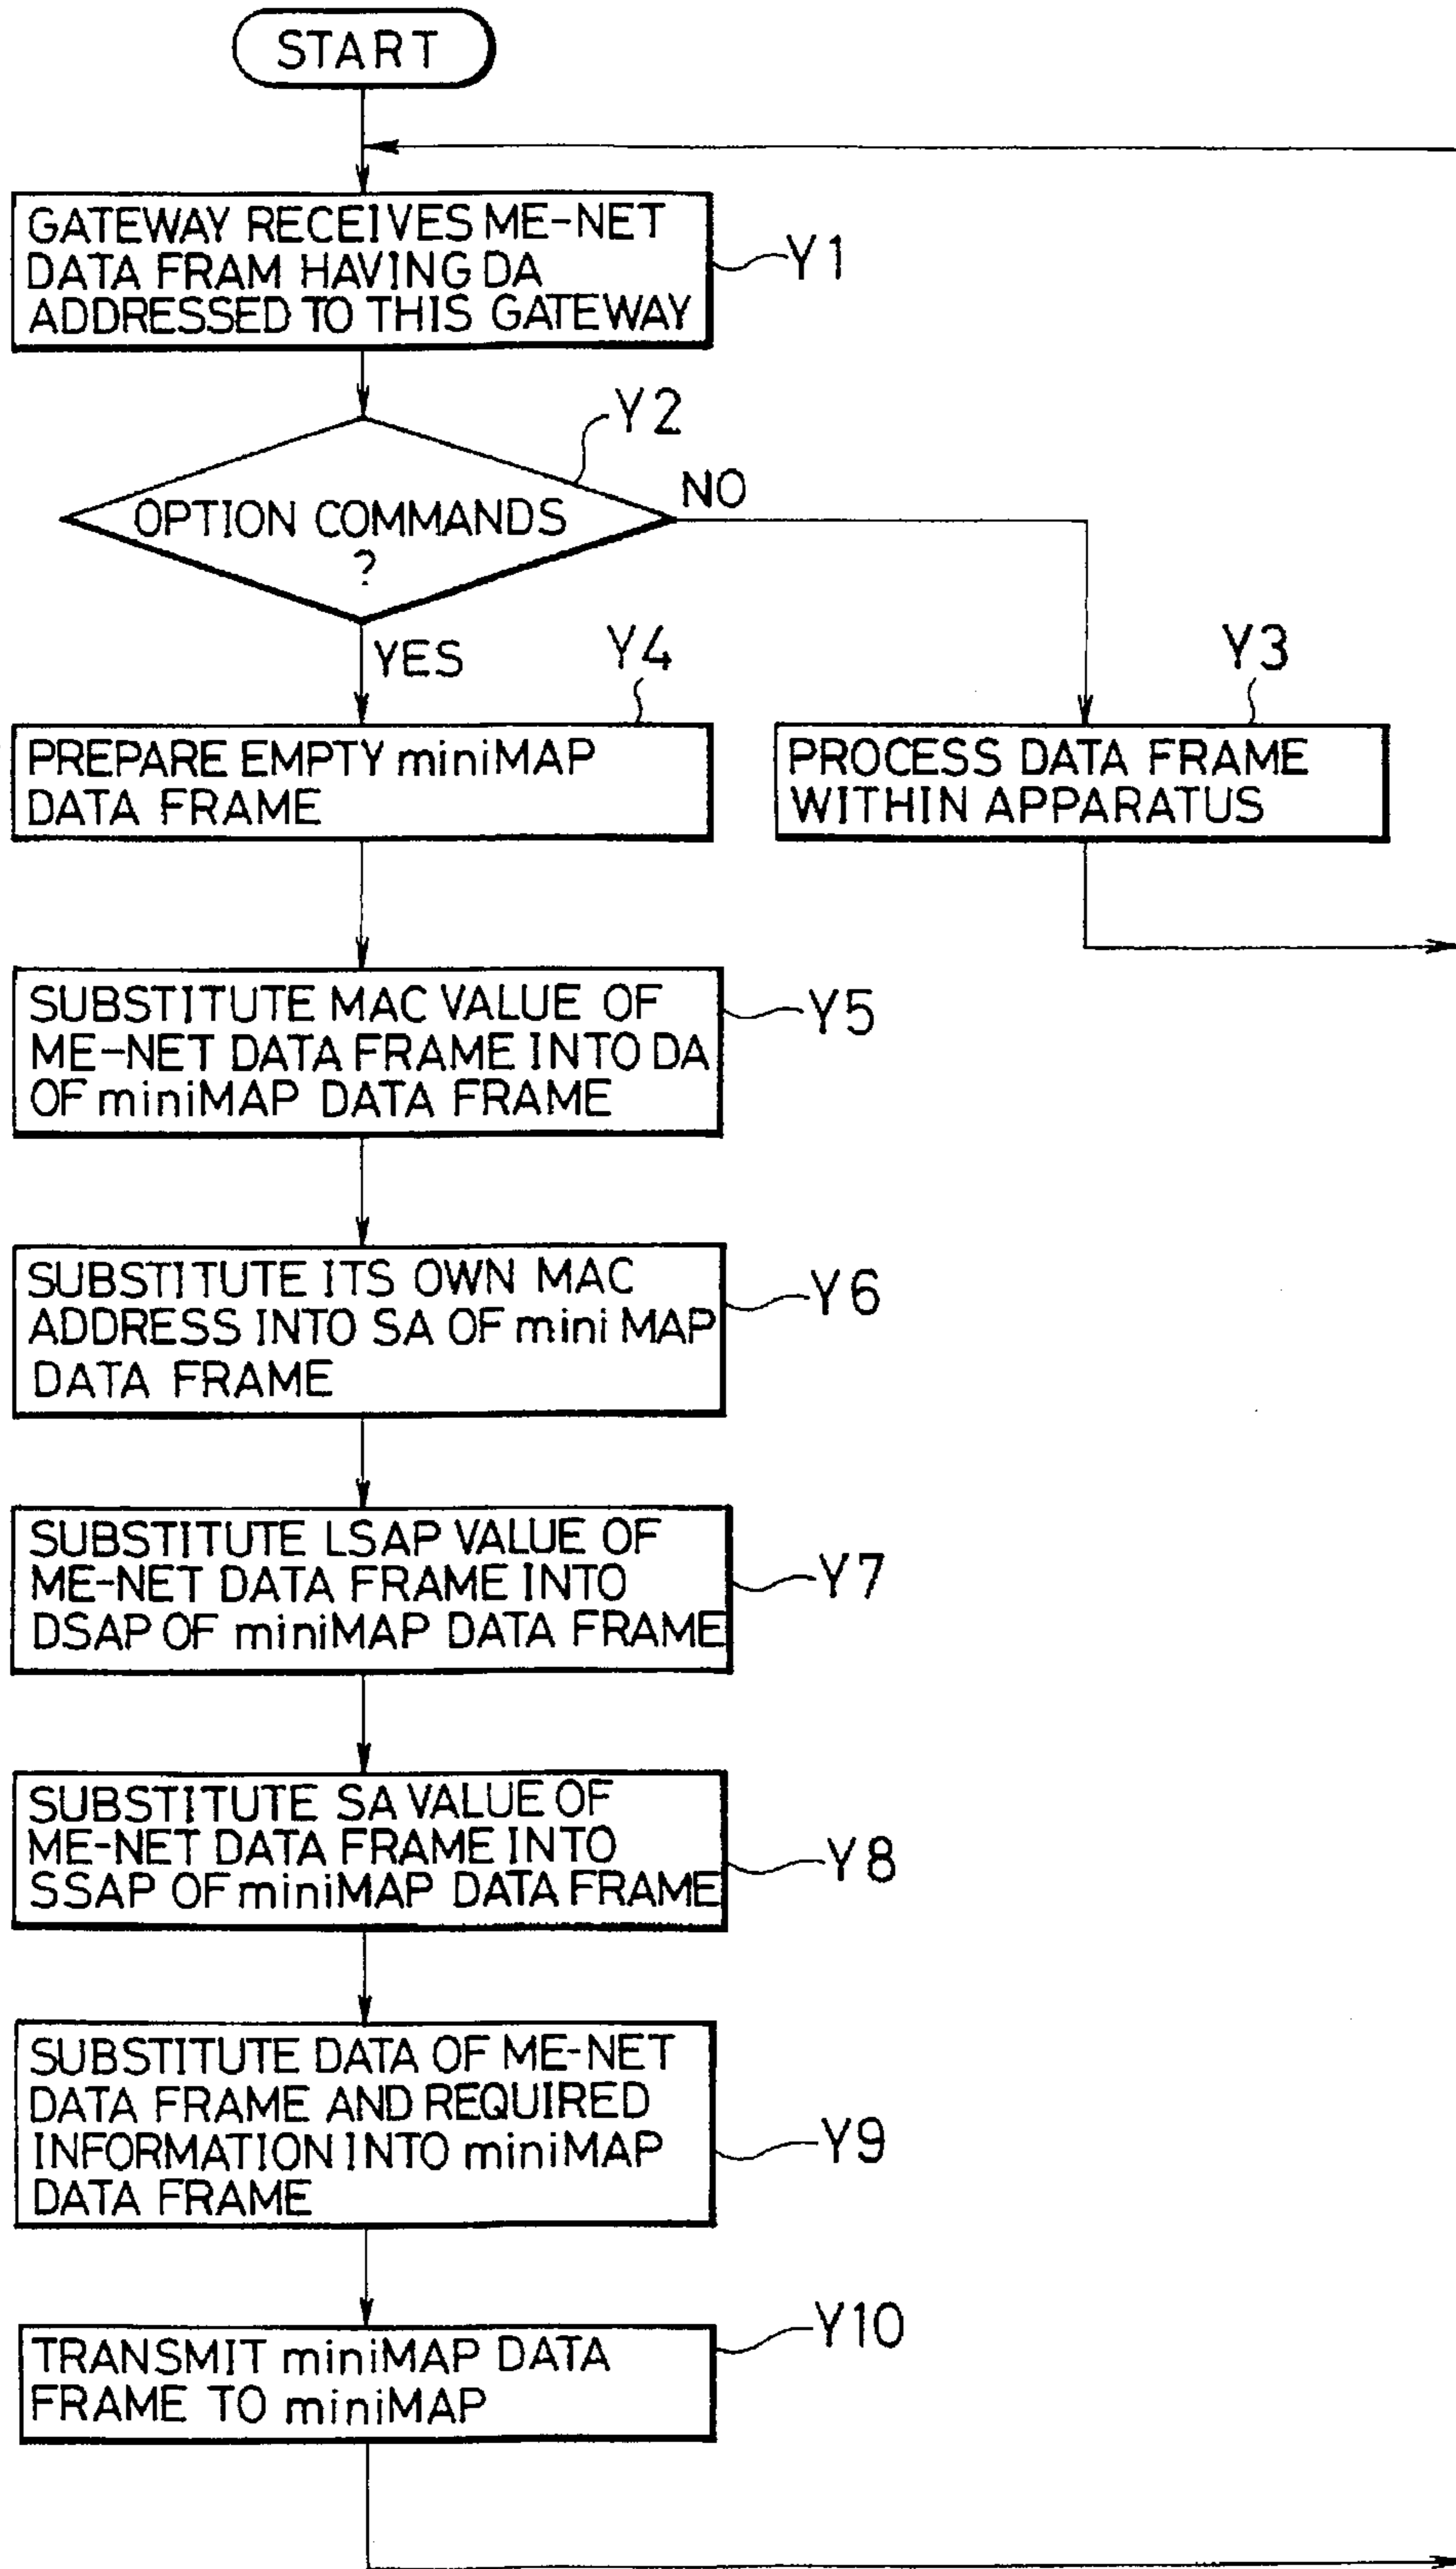 START
GATEWAY RECEIVES ME-NET
DATA FRAM HAVING DA
ADDRESSED TO THIS GATEWAY
Y1
Y2
OPTION COMMANDS
?
NO
YES
Y4
PREPARE EMPTY miniMAP
DATA FRAME
Y3
PROCESS DATA FRAME
WITHIN APPARATUS
SUBSTITUTE MAC VALUE OF
ME-NET DATA FRAME INTO DA
OF miniMAP DATA FRAME
Y5
SUBSTITUTE ITS OWN MAC
ADDRESS INTO SA OF mini MAP
DATA FRAME
Y6
SUBSTITUTE LSAP VALUE OF
ME-NET DATA FRAME INTO
DSAP OF miniMAP DATA FRAME
Y7
SUBSTITUTE SA VALUE OF
ME-NET DATA FRAME INTO
SSAP OF miniMAP DATA FRAME
Y8
SUBSTITUTE DATA OF ME-NET
DATA FRAME AND REQUIRED
INFORMATION INTO miniMAP
DATA FRAME
Y9
TRANSMIT miniMAP DATA
FRAME TO miniMAP
Y10